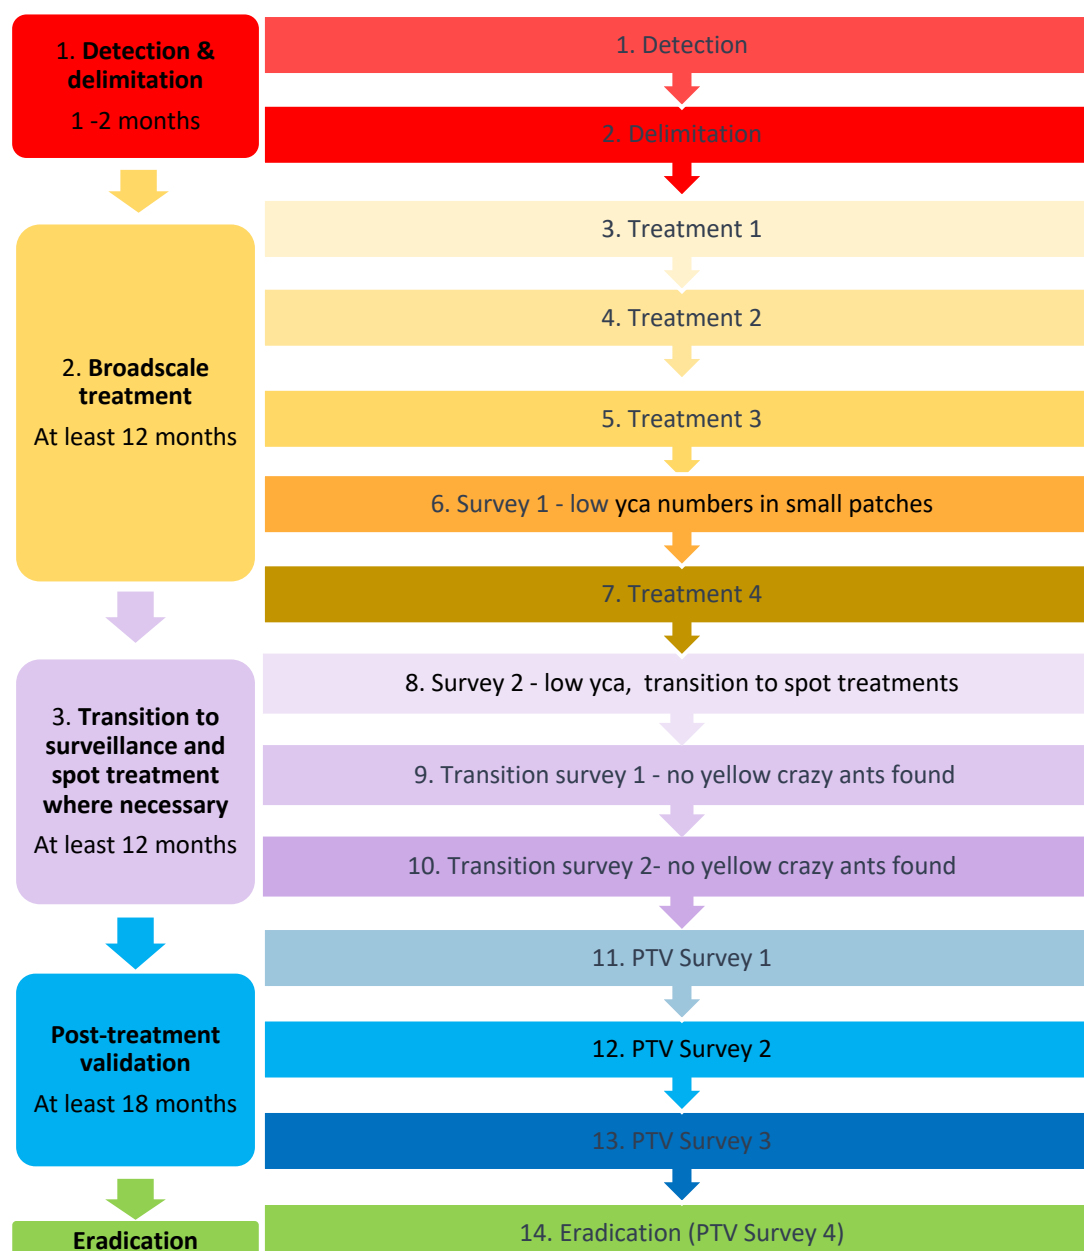 1. Detection &
delimitation
1 -2 months
1. Detection
2. Delimitation
2. Broadscale
treatment
At least 12 months
3. Treatment 1
4. Treatment 2
5. Treatment 3
6. Survey 1 - low yca numbers in small patches
7. Treatment 4
3. Transition to
surveillance and
spot treatment
where necessary
At least 12 months
8. Survey 2 - low yca, transition to spot treatments
9. Transition survey 1 - no yellow crazy ants found
10. Transition survey 2- no yellow crazy ants found
Post-treatment
validation
At least 18 months
11. PTV Survey 1
12. PTV Survey 2
13. PTV Survey 3
Eradication
14. Eradication (PTV Survey 4)